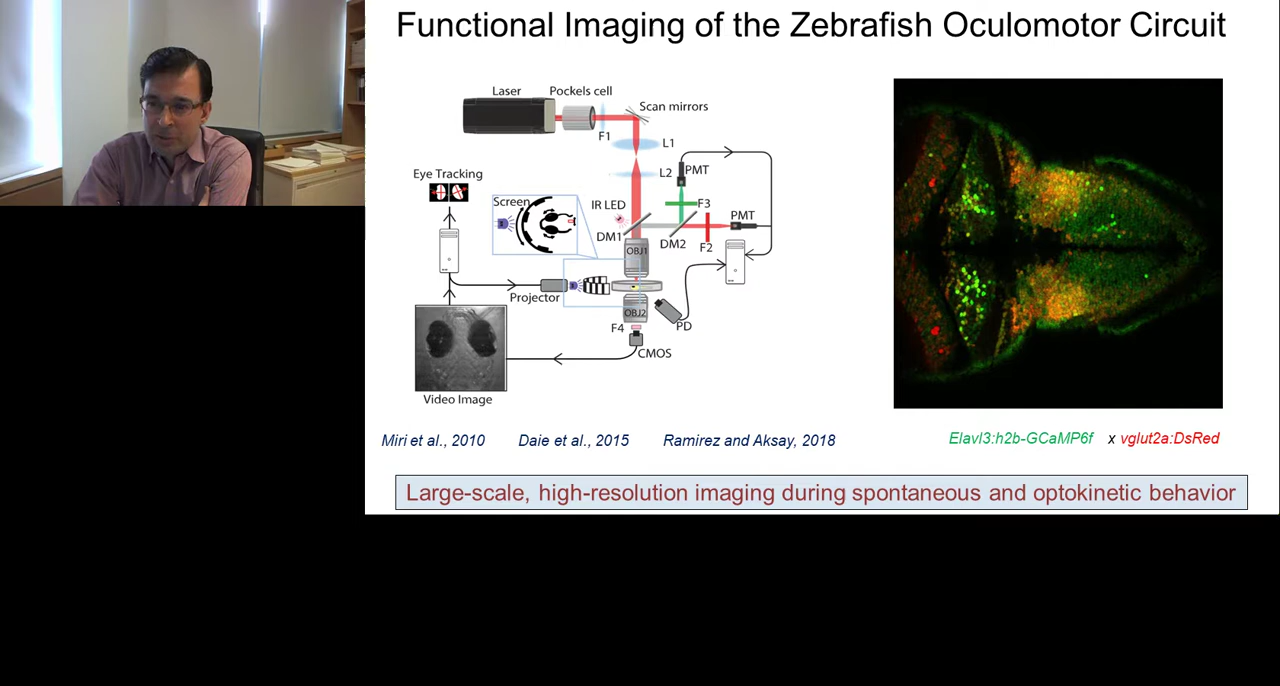 Functional Imaging of the Zebrafish Oculomotor Circuit
Laser
Pockels cell
Scan mirrors
F1
L1
L2
PMT
Eye Tracking
Screen
IR LED
F3
PMT
DM1
DM2
F2
OBJ1
Projector
OBJ2
PD
F4
CMOS
Video Image
Miri et al., 2010 Daie et al., 2015 Ramirez and Aksay, 2018
Elavl3:h2b-GCaMP6f x vglut2a:DsRed
Large-scale, high-resolution imaging during spontaneous and optokinetic behavior